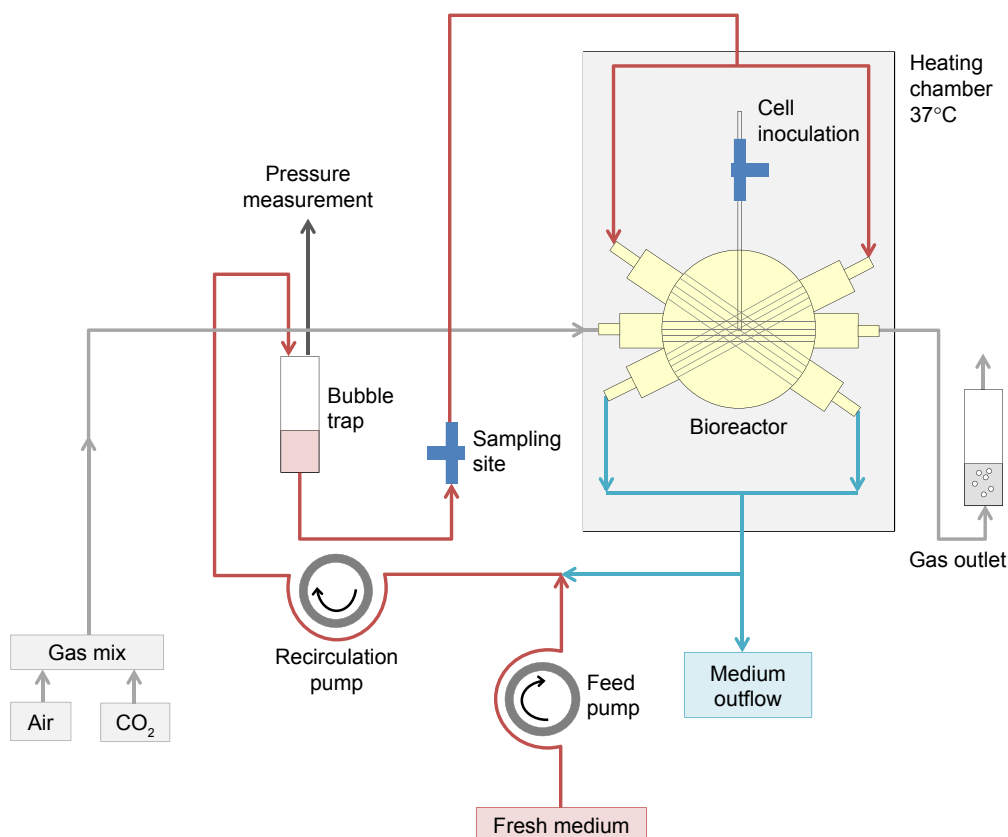 Heating
chamber
37°C
Cell
inoculation
Pressure
measurement
Bubble
trap
Sampling
site
Bioreactor
Gas outlet
Gas mix
Air
CO₂
Recirculation
pump
Feed
pump
Medium
outflow
Fresh medium